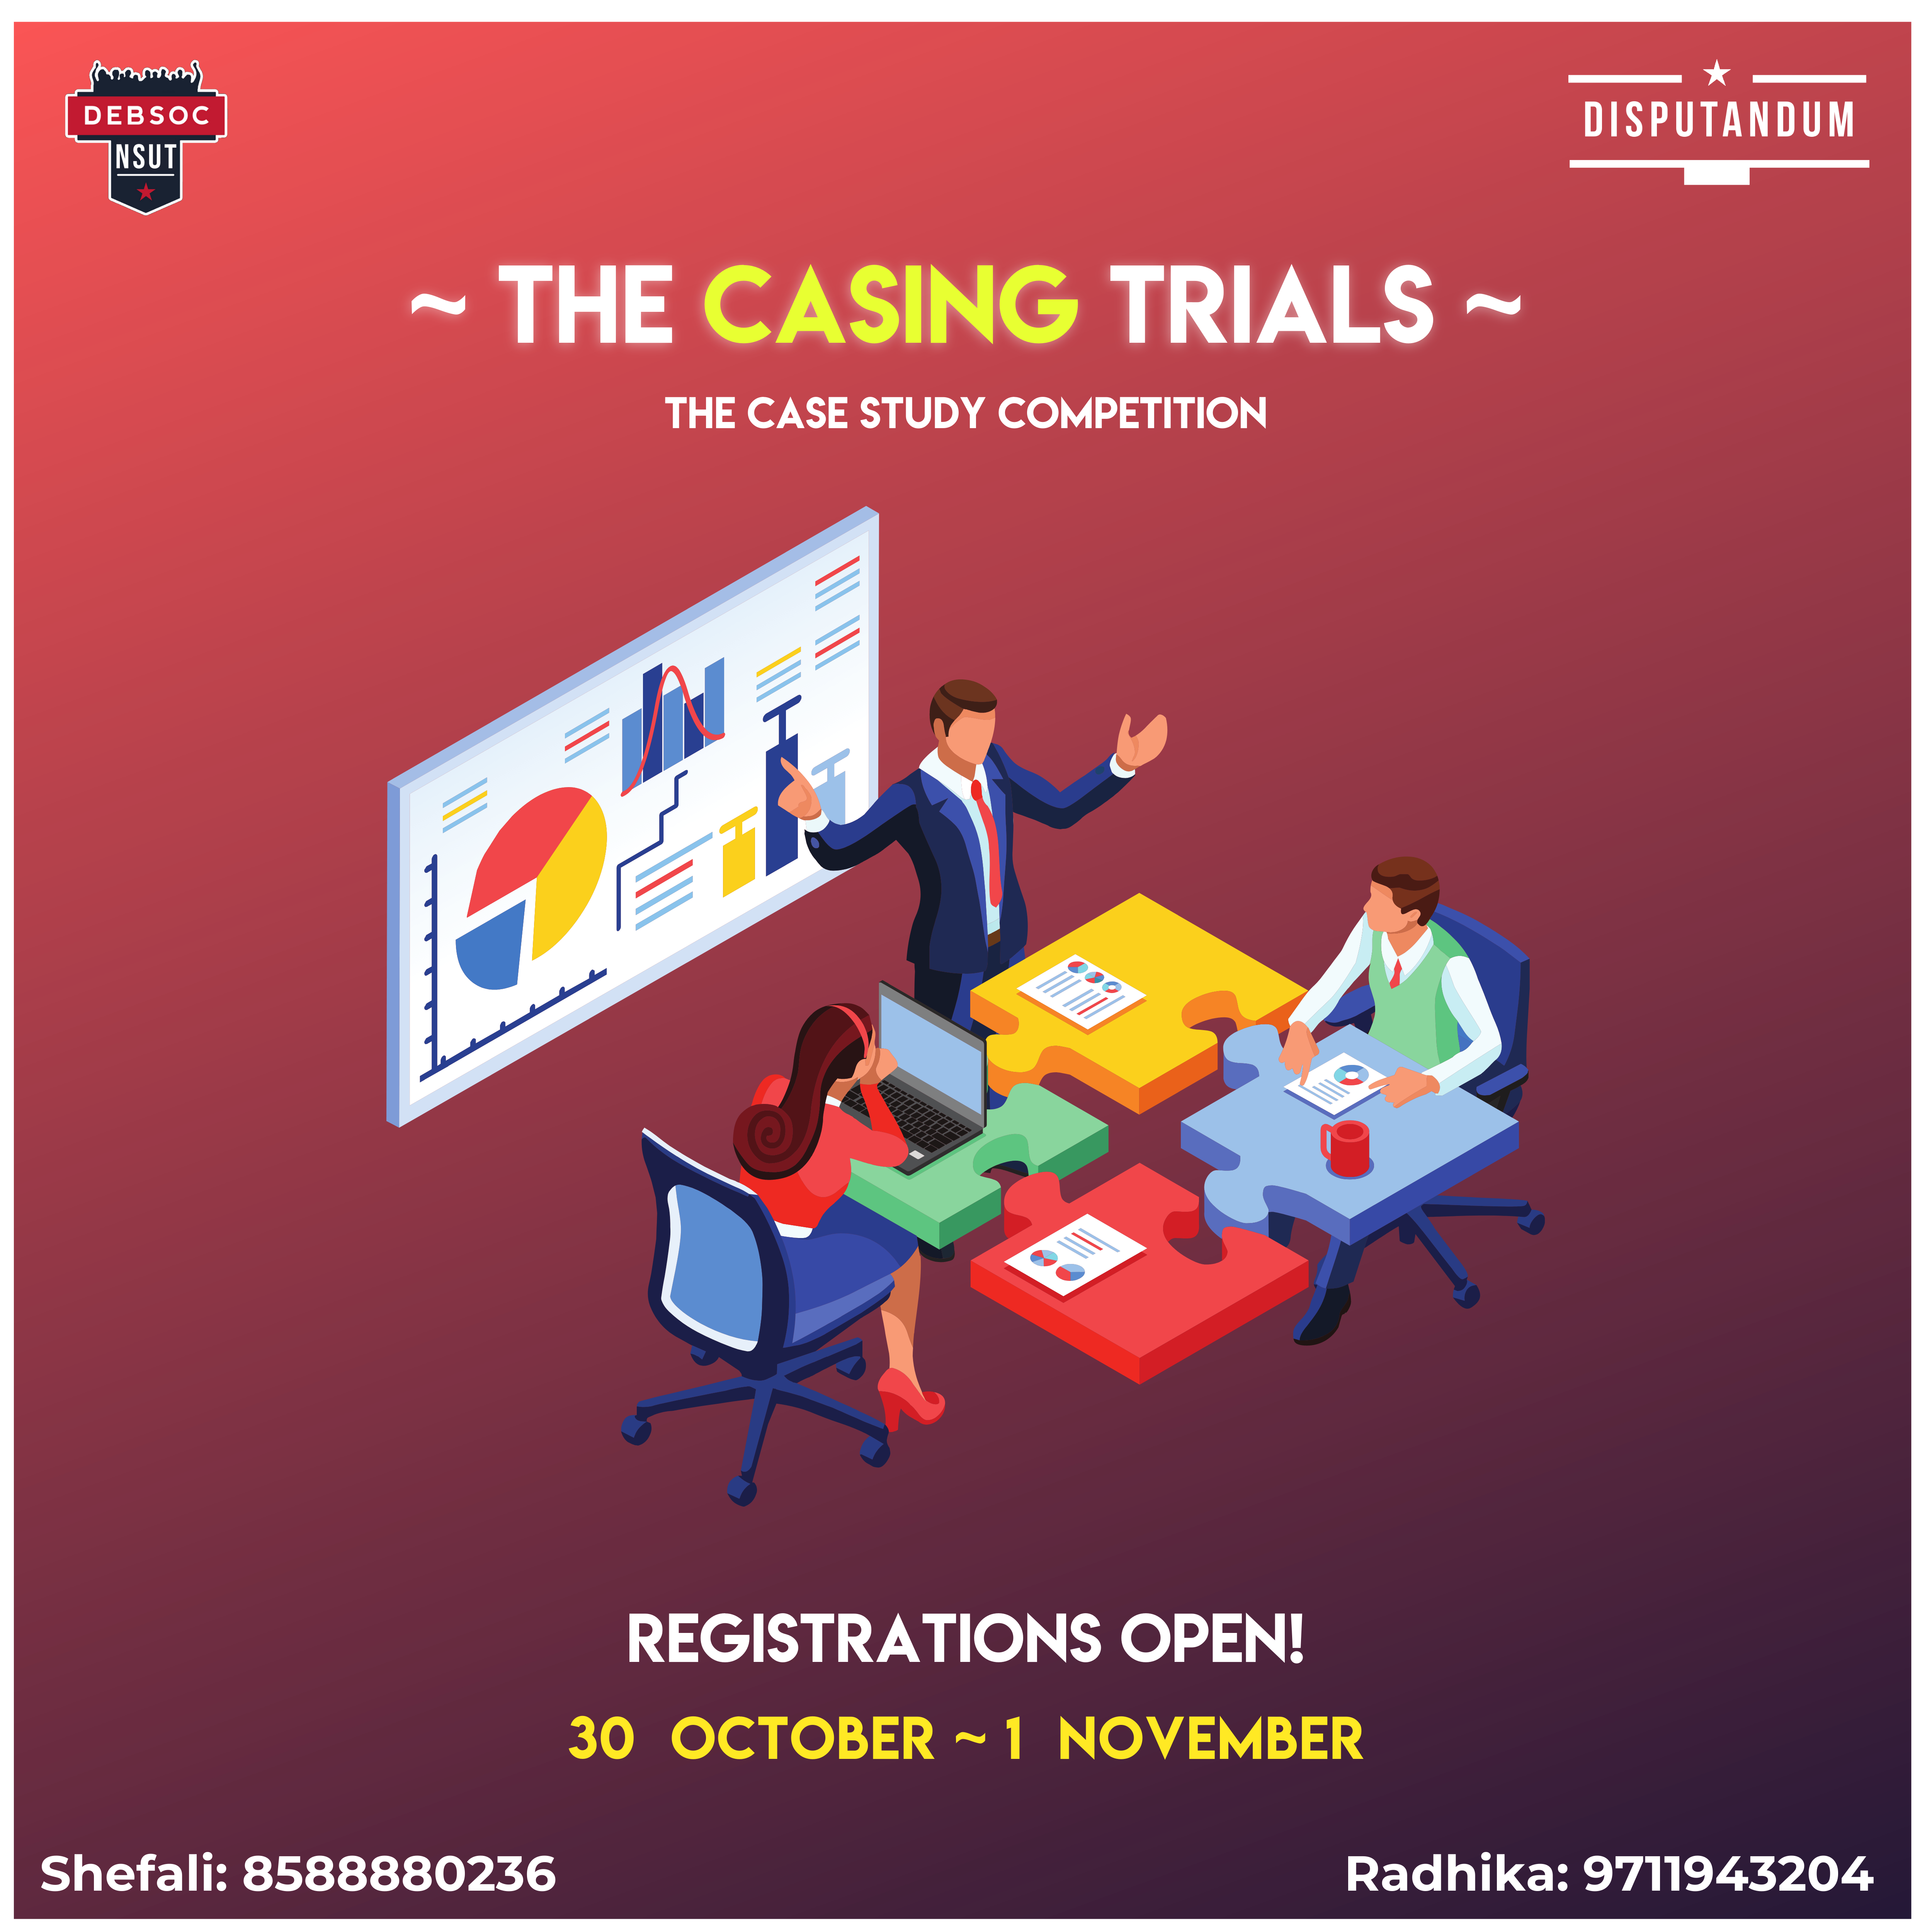 DEBSOC
NSUT
DISPUTANDUM
~ THE CASING TRIALS ~
THE CASE STUDY COMPETITION
REGISTRATIONS OPEN!
30 OCTOBER ~ 1 NOVEMBER
Shefali: 8588880236
Radhika: 9711943204